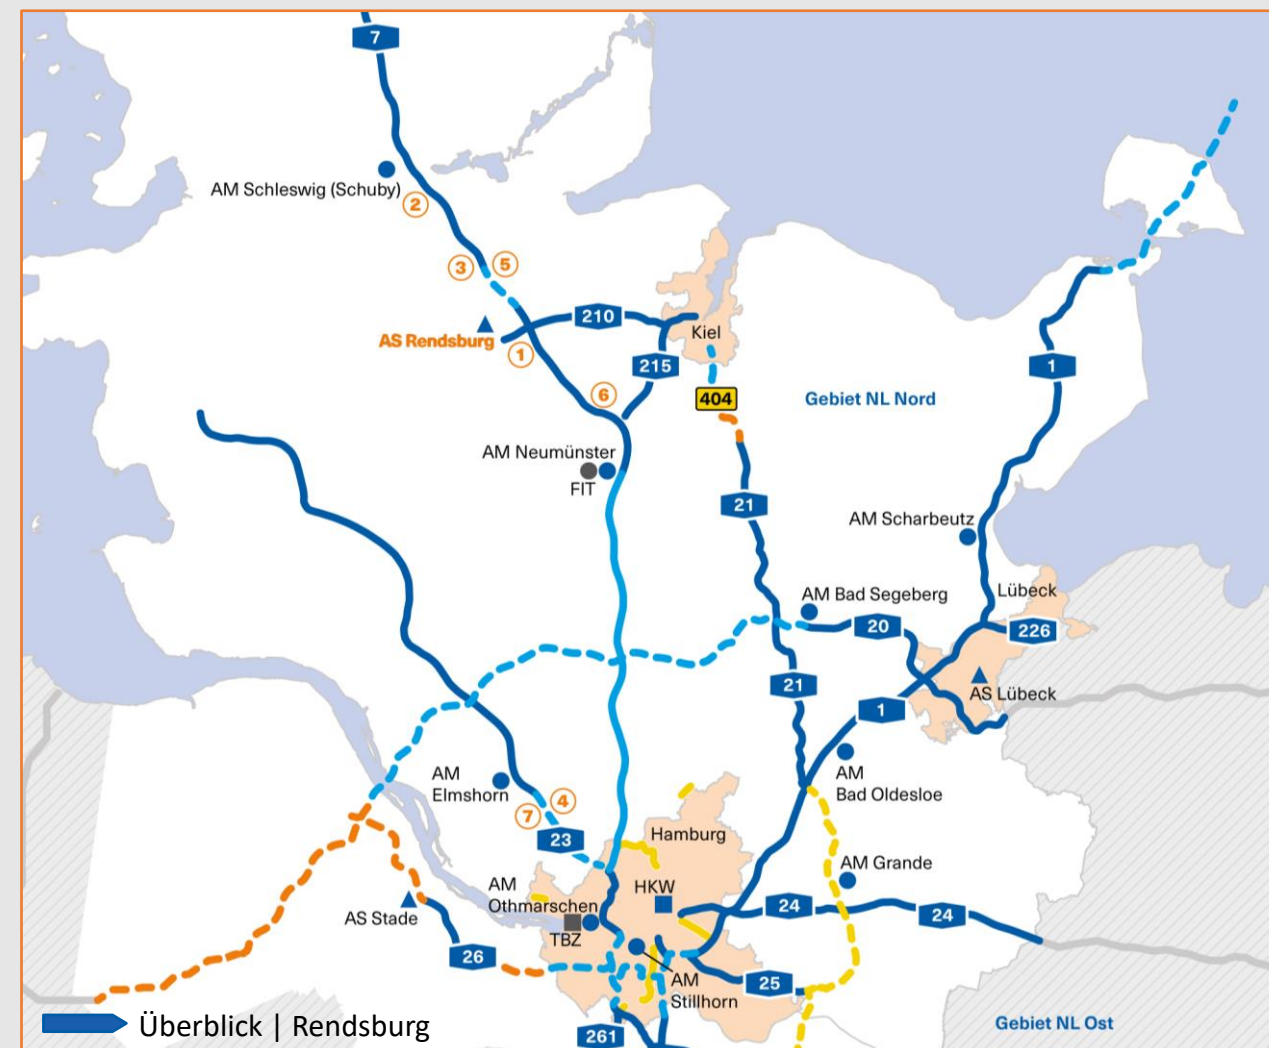 7
AM Schleswig (Schuby)
2
3
5
210
AS Rendsburg
1
Kiel
215
1
6
404
Gebiet NL Nord
AM Neumünster
FIT
21
AM Scharbeutz
AM Bad Segeberg
Lübeck
20
226
21
AS Lübeck
1
AM
Elmshorn
AM
Bad Oldesloe
4
7
23
Hamburg
AM Grande
AM
Othmarschen
HKW
24
24
AS Stade
TBZ
26
AM
Stillhorn
25
Überblick | Rendsburg
261
Gebiet NL Ost